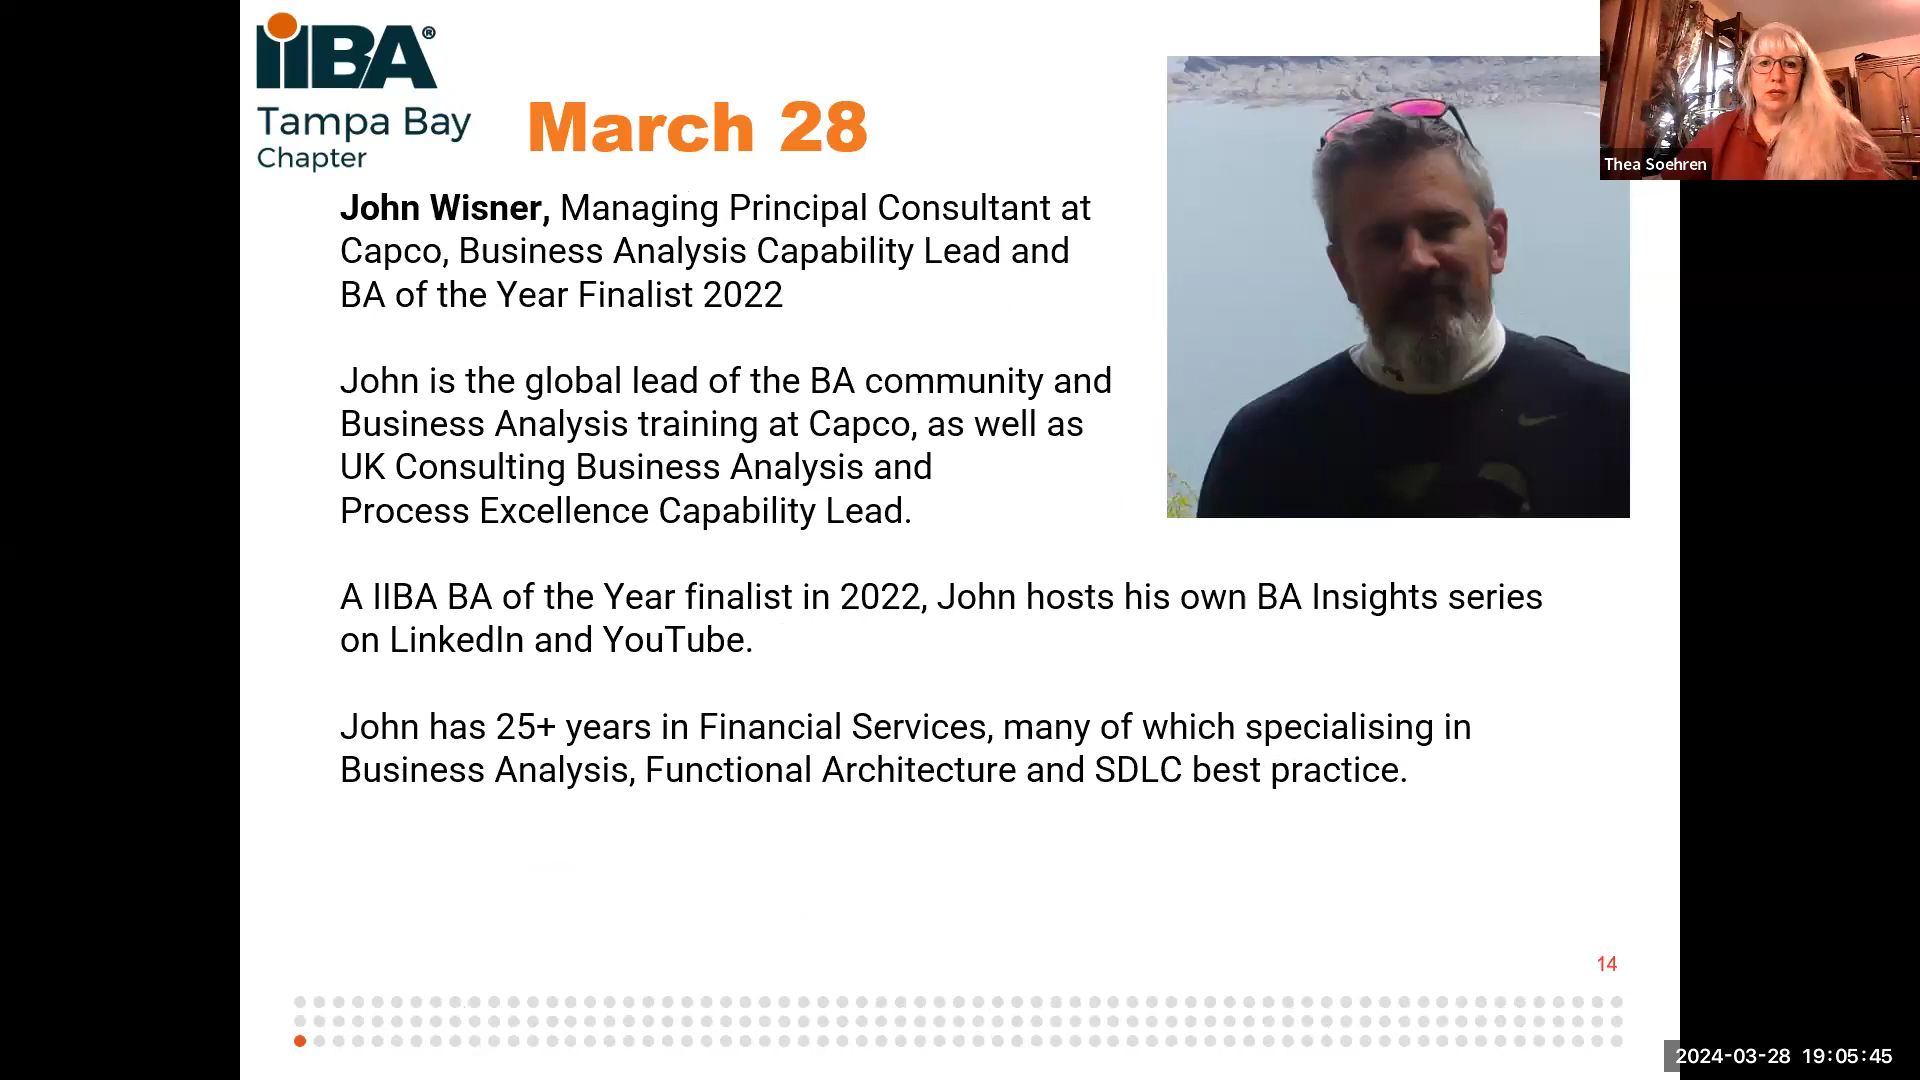 iiBA®
Tampa Bay
Chapter
March 28
Thea Soehren
John Wisner, Managing Principal Consultant at
Capco, Business Analysis Capability Lead and
BA of the Year Finalist 2022
John is the global lead of the BA community and
Business Analysis training at Capco, as well as
UK Consulting Business Analysis and
Process Excellence Capability Lead.
A IIBA BA of the Year finalist in 2022, John hosts his own BA Insights series
on LinkedIn and YouTube.
John has 25+ years in Financial Services, many of which specialising in
Business Analysis, Functional Architecture and SDLC best practice.
14
2024-03-28 19:05:45